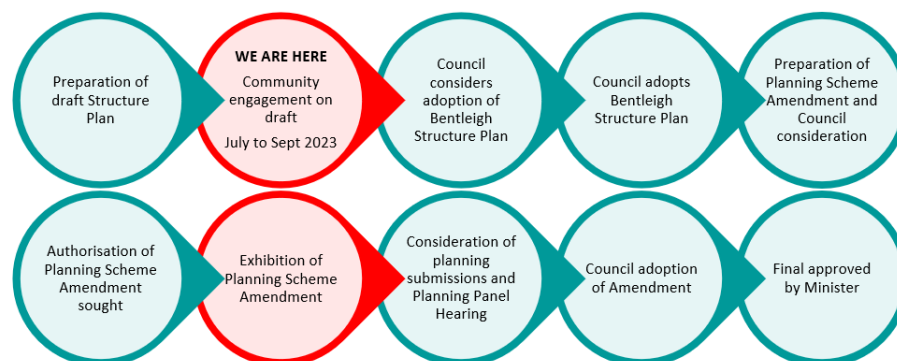 Preparation of
draft Structure
Plan
WE ARE HERE
Community
engagement on
draft
July to Sept 2023
Council
considers
adoption of
Bentleigh
Structure Plan
Council adopts
Bentleigh
Structure Plan
Preparation of
Planning Scheme
Amendment and
Council
consideration
Authorisation of
Planning Scheme
Amendment
sought
Exhibition of
Planning Scheme
Amendment
Consideration of
planning
submissions and
Planning Panel
Hearing
Council adoption
of Amendment
Final approved
by Minister